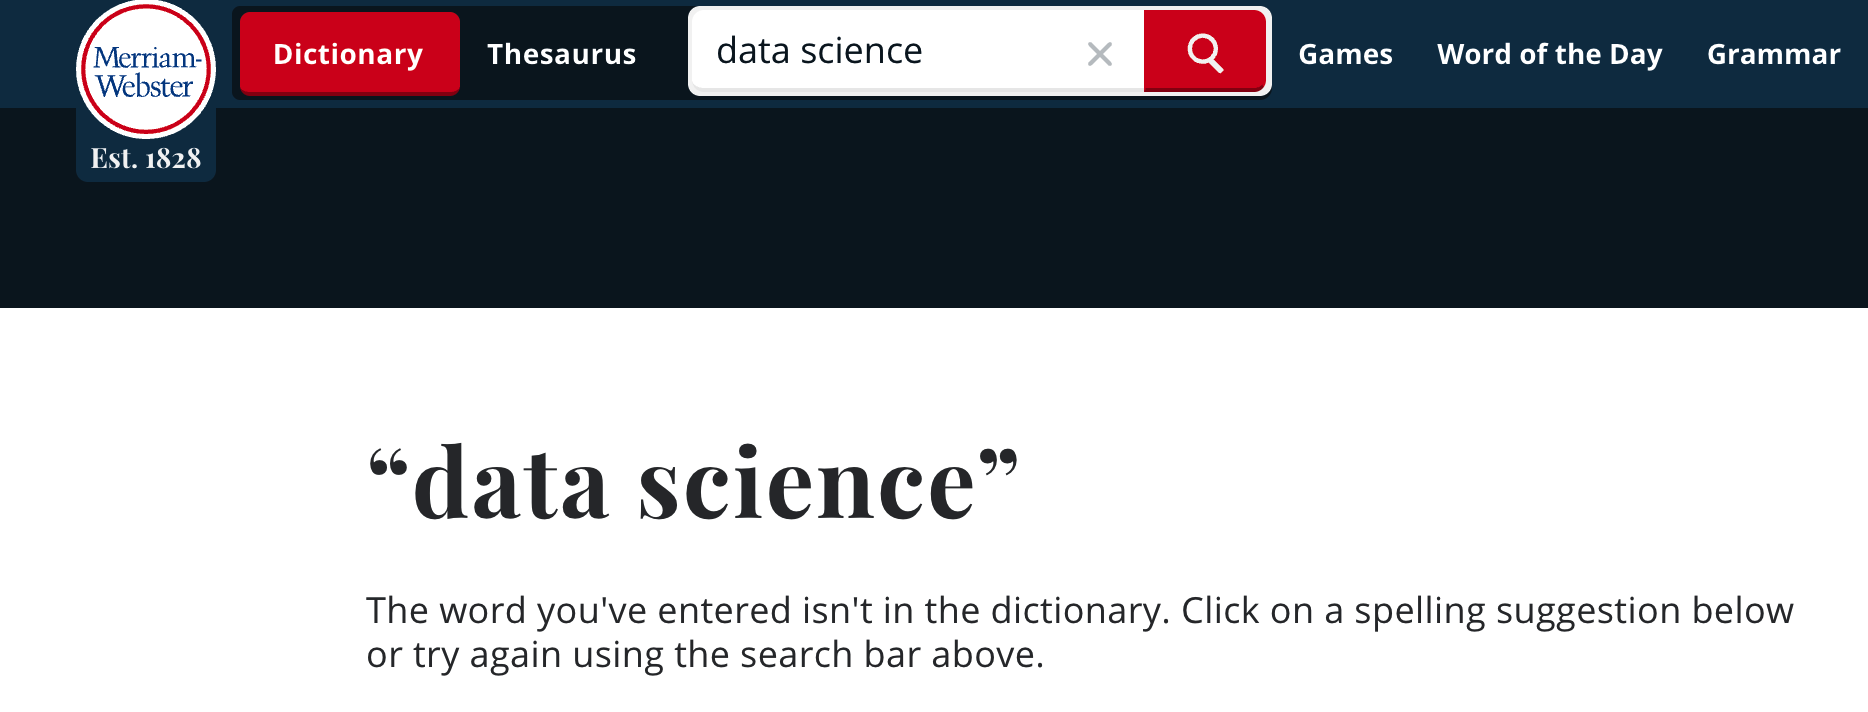 Merriam-
Webster
Est. 1828
Dictionary Thesaurus data science Games Word of the Day Grammar
“data science”
The word you've entered isn't in the dictionary. Click on a spelling suggestion below
or try again using the search bar above.